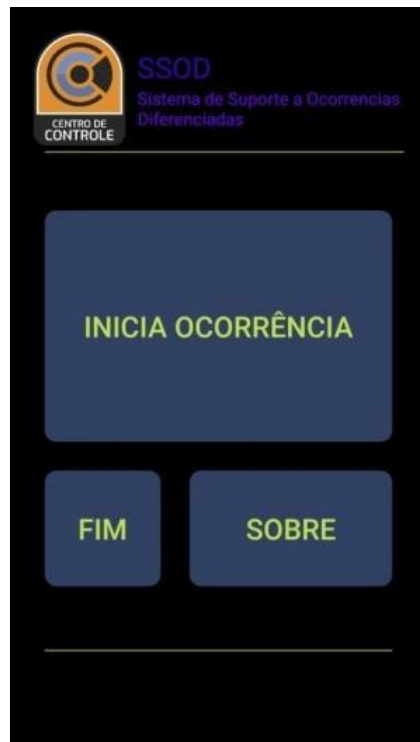 SSOD
Sistema de Suporte a Ocorrencias
Diferenciadas
CENTRO DE
CONTROLE
INICIA OCORRÊNCIA
FIM
SOBRE